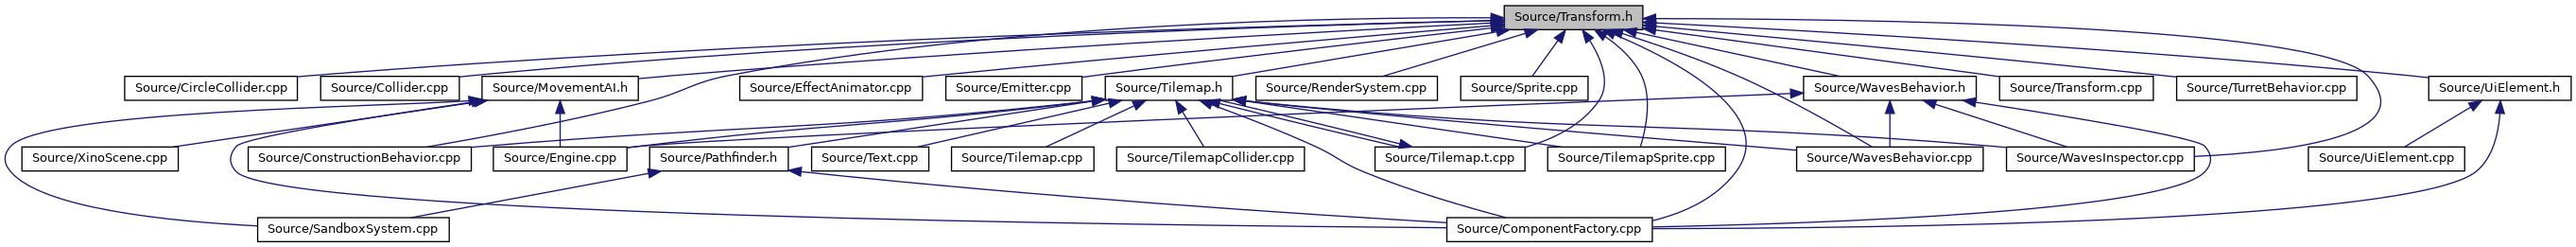 Source/Transform.h
Source/CircleCollider.cpp
Source/Collider.cpp
Source/MovementAI.h
Source/EffectAnimator.cpp
Source/Emitter.cpp
Source/Tilemap.h
Source/RenderSystem.cpp
Source/Sprite.cpp
Source/WavesBehavior.h
Source/Transform.cpp
Source/TurretBehavior.cpp
Source/UiElement.h
Source/XinoScene.cpp
Source/ConstructionBehavior.cpp
Source/Engine.cpp
Source/Pathfinder.h
Source/Text.cpp
Source/Tilemap.cpp
Source/TilemapCollider.cpp
Source/Tilemap.t.cpp
Source/TilemapSprite.cpp
Source/WavesBehavior.cpp
Source/WavesInspector.cpp
Source/UiElement.cpp
Source/SandboxSystem.cpp
Source/ComponentFactory.cpp